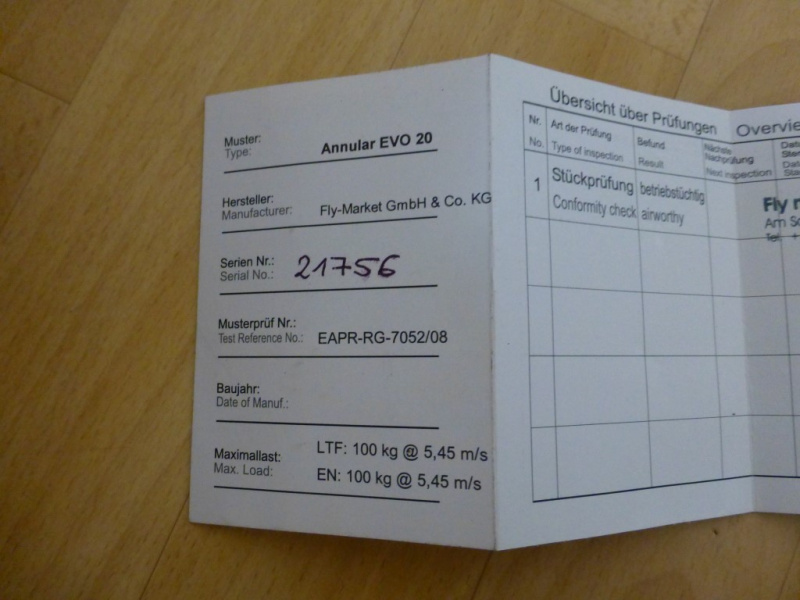 Muster:
Type:
Annular EVO 20
Hersteller:
Manufacturer:
Fly-Market GmbH & Co. KG
Serien Nr.:
Serial No.:
21756
Musterprüf Nr.:
Test Reference No.:
EAPR-RG-7052/08
Baujahr:
Date of Manuf.:
Maximallast:
Max. Load:
LTF: 100 kg @ 5,45 m/s
EN: 100 kg @ 5,45 m/s
Übersicht über Prüfungen
Nr.
No.
Art der Prüfung
Type of inspection
Befund
Result
Nächste
Nachprüfung
Next inspection
1
Stückprüfung
Conformity check
betriebstüchtig
airworthy
Fly
Am
Tel. +